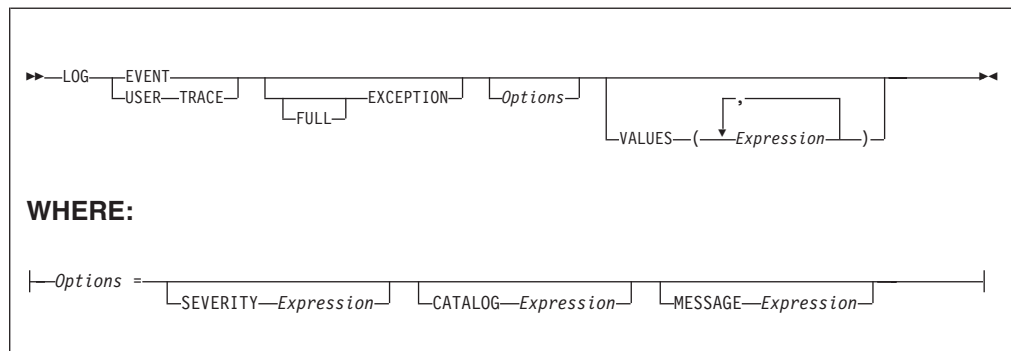 LOG EVENT
USER TRACE
FULL EXCEPTION
Options
VALUES ( Expression , )
WHERE:
Options = SEVERITY Expression CATALOG Expression MESSAGE Expression